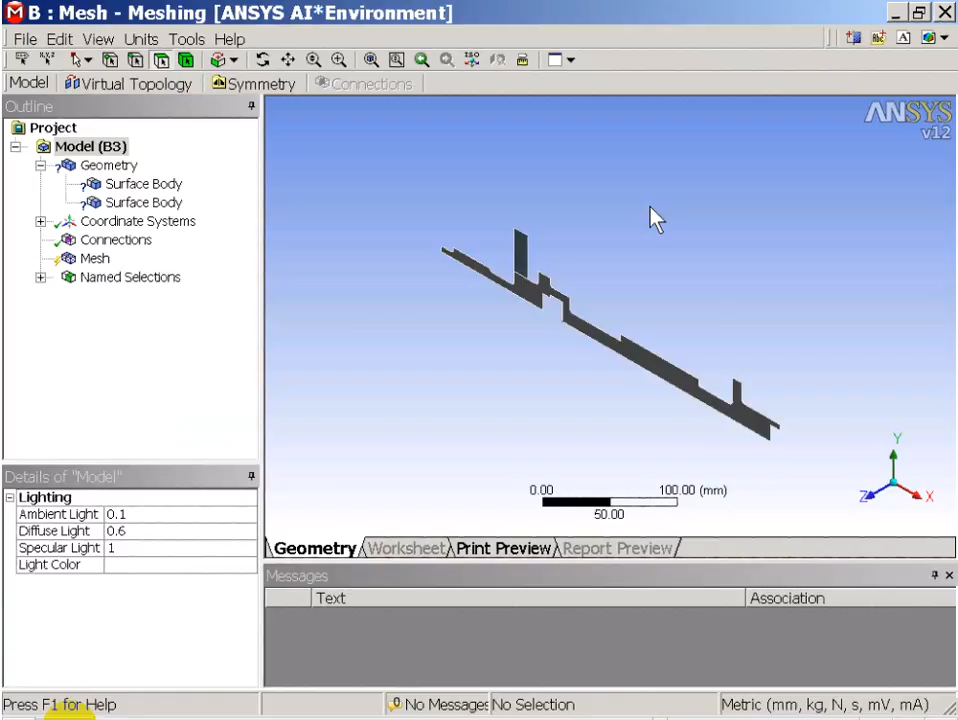 B : Mesh - Meshing [ANSYS AI*Environment]
File Edit View Units Tools Help
Model Virtual Topology Symmetry Connections
Outline
Project
Model (B3)
Geometry
Surface Body
Surface Body
Coordinate Systems
Connections
Mesh
Named Selections
ANSYS
v12
Y
Z
X
0.00 100.00 (mm)
50.00
Details of "Model"
Lighting
Ambient Light 0.1
Diffuse Light 0.6
Specular Light 1
Light Color
Geometry Worksheet Print Preview Report Preview
Messages
Text Association
Press F1 for Help No Messages No Selection Metric (mm, kg, N, s, mV, mA)